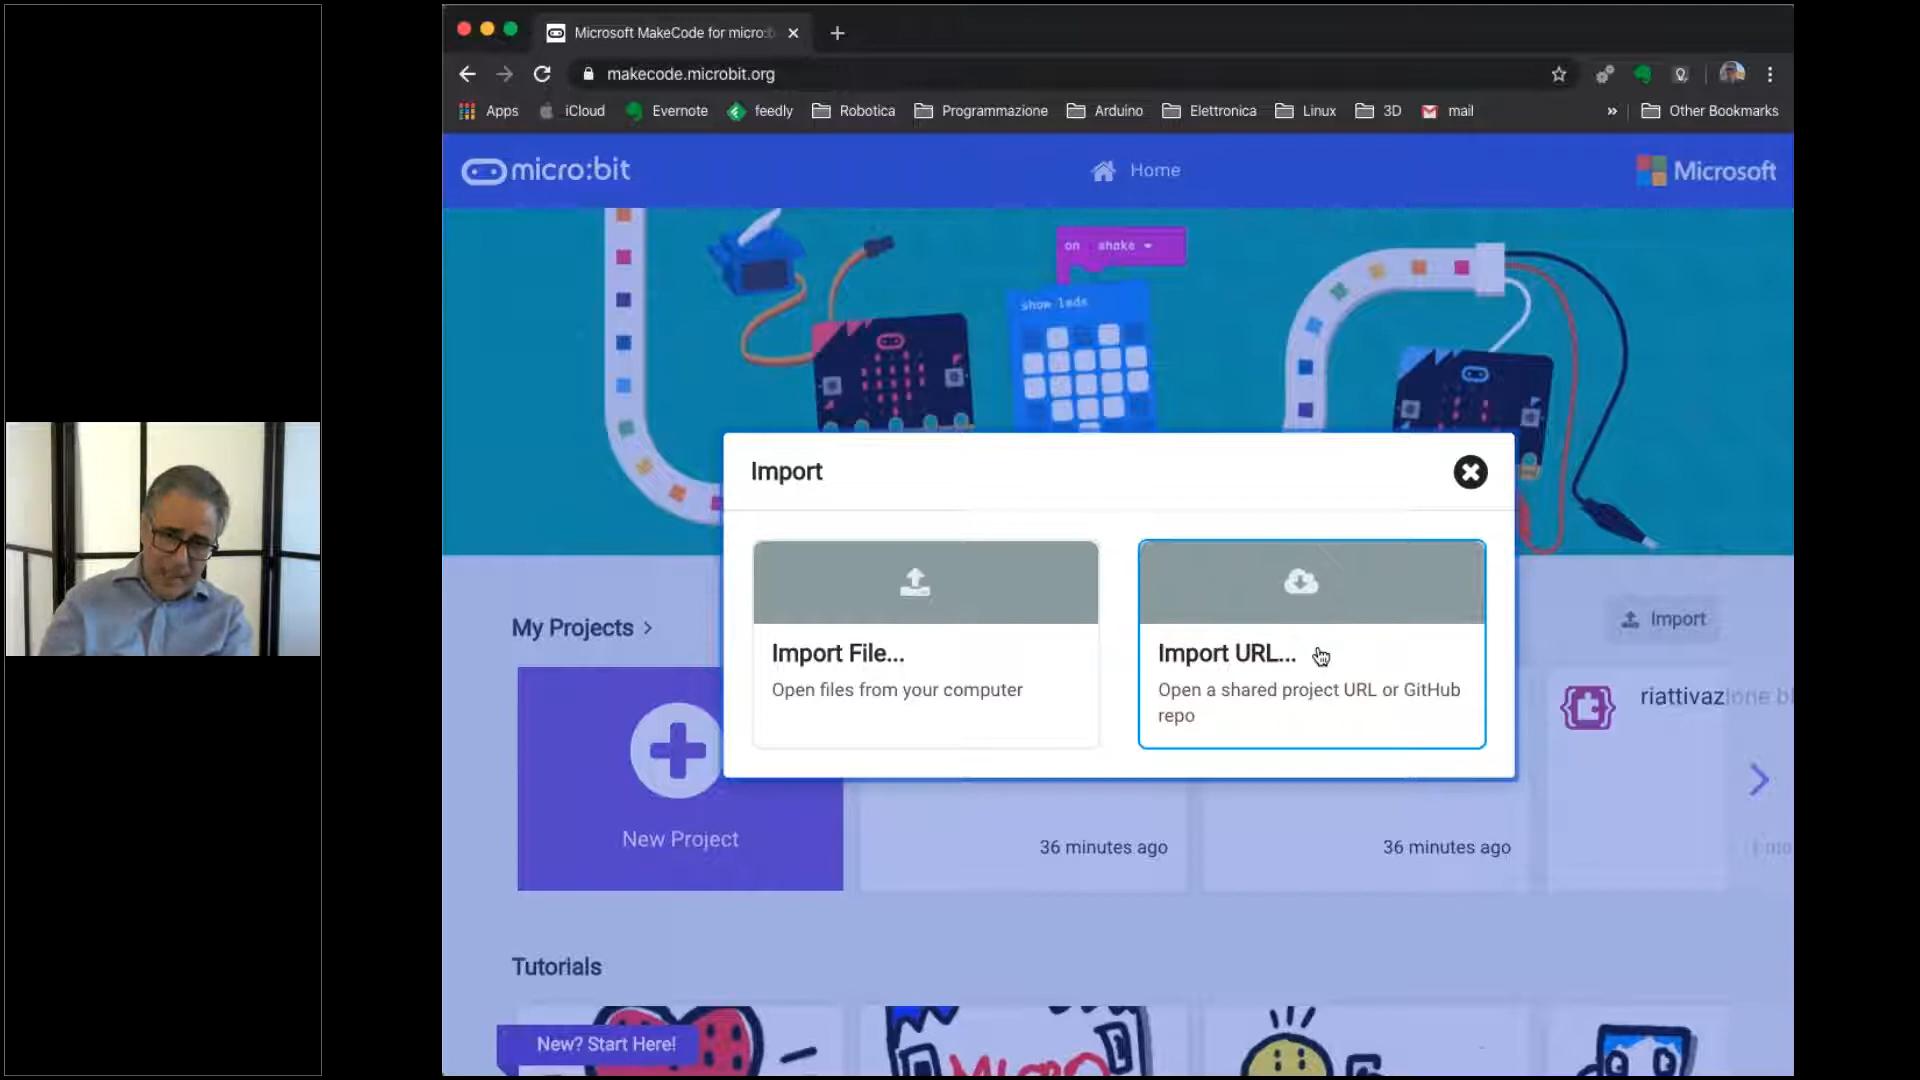 Microsoft MakeCode for micro:b
makecode.microbit.org
Apps iCloud Evernote feedly Robotica Programmazione Arduino Elettronica Linux 3D mail » Other Bookmarks
micro:bit
Home
Microsoft
on shake
show leds
Import
Import File...
Open files from your computer
Import URL...
Open a shared project URL or GitHub
repo
My Projects
Import
New Project
36 minutes ago
36 minutes ago
riattivazione b
Tutorials
New? Start Here!
MICRO